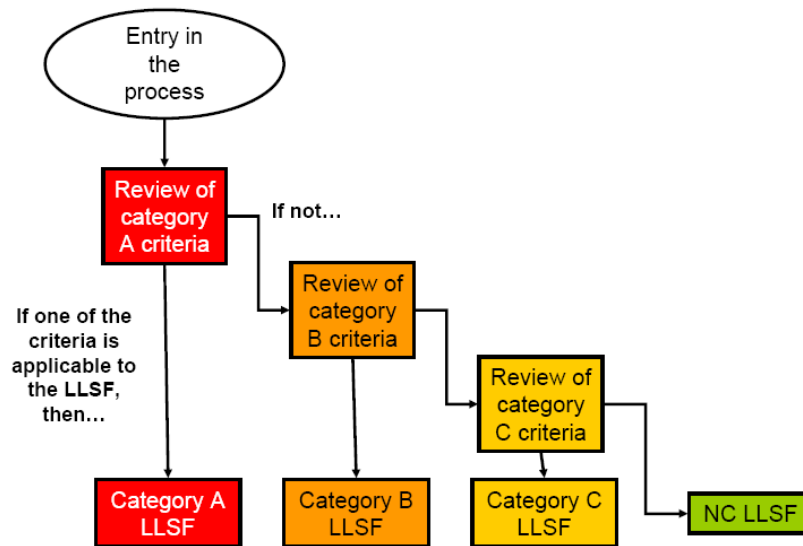 Entry in
the
process
Review of
category
A criteria
If not…
Review of
category
B criteria
If one of the
criteria is
applicable to
the LLSF,
then…
Review of
category
C criteria
Category A
LLSF
Category B
LLSF
Category C
LLSF
NC LLSF